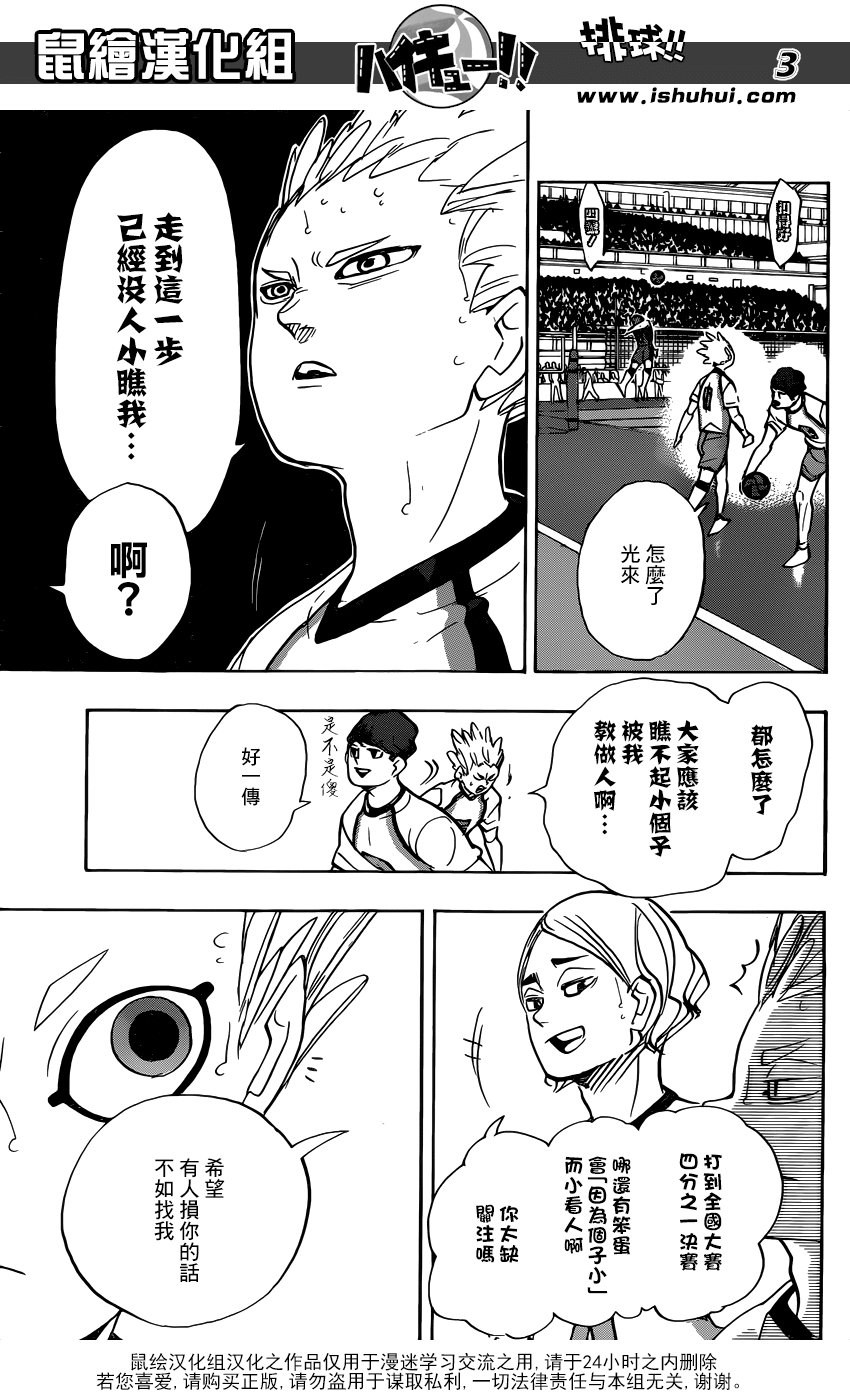 鼠繪漢化組
ハイキュー!!
排球!!
3
www.ishuhui.com
扣得好
怎麼了
光來
走到這一步
已經没人小瞧我…
啊？
都怎麼了
大家應該
瞧不起小個子
被我
教做人啊…
是不是傻
好一傳
打到全國大賽
四分之一決賽
哪還有笨蛋
會「因為個子小」
而小看人啊
你太缺
關注嗎
希望
有人損你的話
不如找我
鼠绘汉化组汉化之作品仅用于漫迷学习交流之用, 请于24小时之内删除
若您喜爱, 请购买正版, 请勿盗用于谋取私利, 一切法律责任与本组无关, 谢谢。